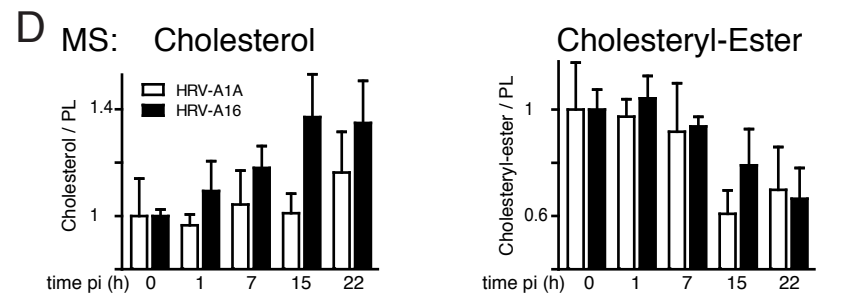 D
MS: Cholesterol
Cholesterol / PL
1.4
1
HRV-A1A
HRV-A16
time pi (h) 0 1 7 15 22
Cholesteryl-Ester
Cholesteryl-ester / PL
1
0.6
time pi (h) 0 1 7 15 22